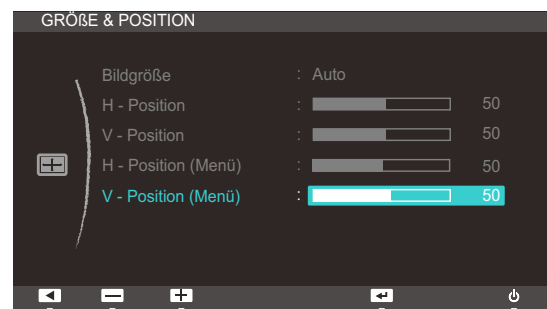 GRÖßE & POSITION
Bildgröße : Auto
H - Position : 50
V - Position : 50
H - Position (Menü) : 50
V - Position (Menü) : 50